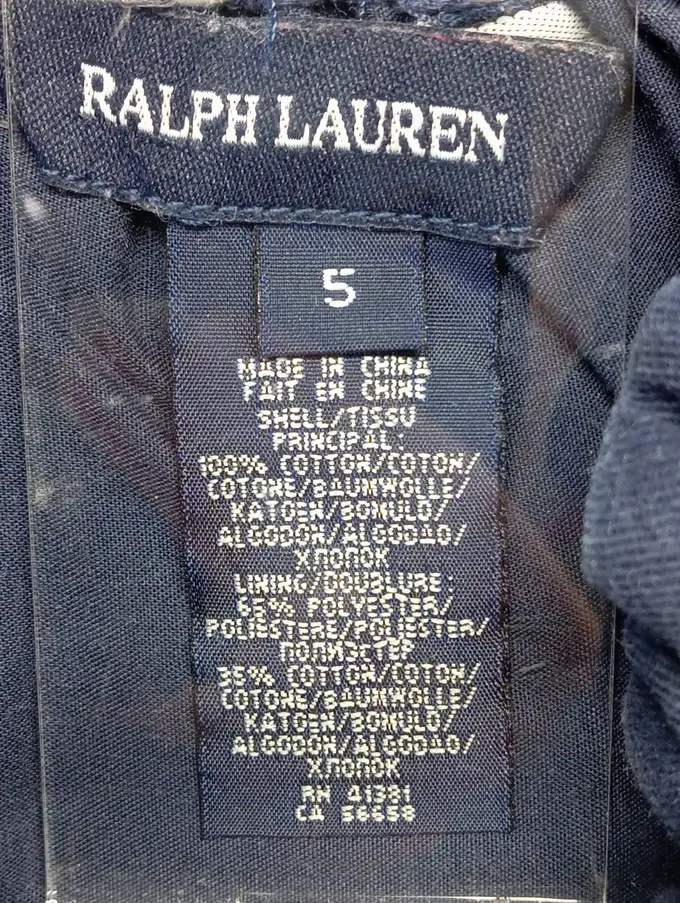 RALPH LAUREN
5
MADE IN CHINA
FAIT EN CHINE
SHELL/TISSU
PRINCIPAL:
100% COTTON/COTON/
COTONE/BAUMWOLLE/
KATOEN/BOMULD/
ALGODON/ALGODÃO/
ХЛОПОК
LINING/DOUBLURE:
65% POLYESTER/
POLIESTERE/POLIESTER/
ПОЛИЭСТЕР
35% COTTON/COTON/
COTONE/BAUMWOLLE/
KATOEN/BOMULD/
ALGODON/ALGODÃO/
ХЛОПОК
RN 41381
CA 56658